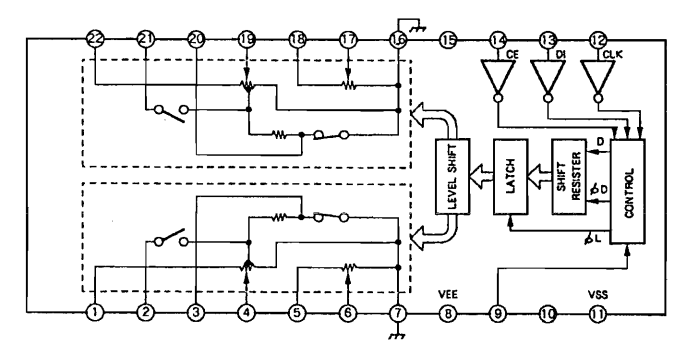 22 21 20 19 18 17 16 15 14 13 12
CE DI CLK
LEVEL SHIFT
LATCH
SHIFT RESISTER
CONTROL
D
ϕD
ϕL
VEE VSS
1 2 3 4 5 6 7 8 9 10 11